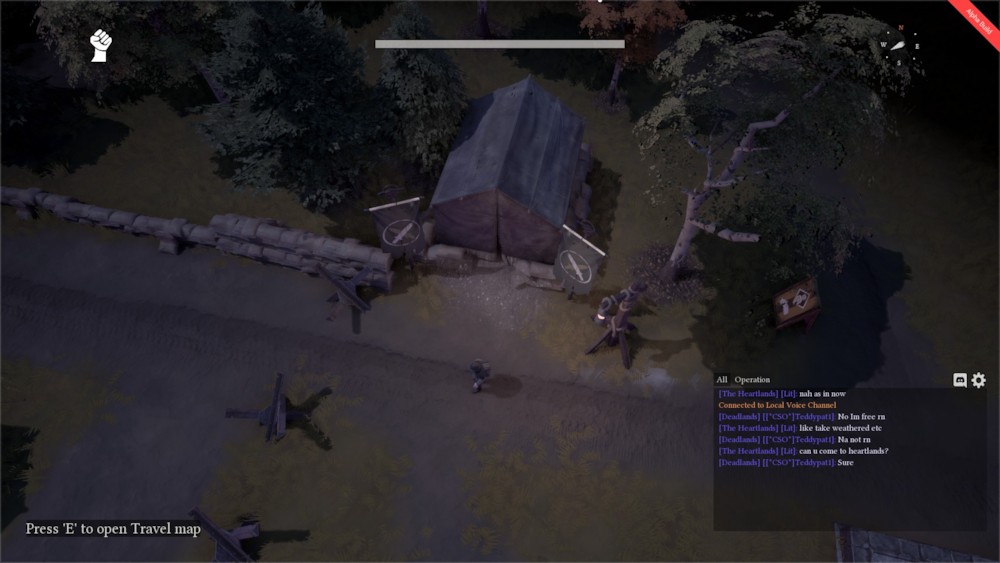 Alpha Build
N
W E
S
All Operation
[The Heartlands] [Lit]: nah as in now
Connected to Local Voice Channel
[Deadlands] [[*CSO*]Teddypat1]: No Im free rn
[The Heartlands] [Lit]: like take weathered etc
[Deadlands] [[*CSO*]Teddypat1]: Na not rn
[The Heartlands] [Lit]: can u come to heartlands?
[Deadlands] [[*CSO*]Teddypat1]: Sure
Press 'E' to open Travel map